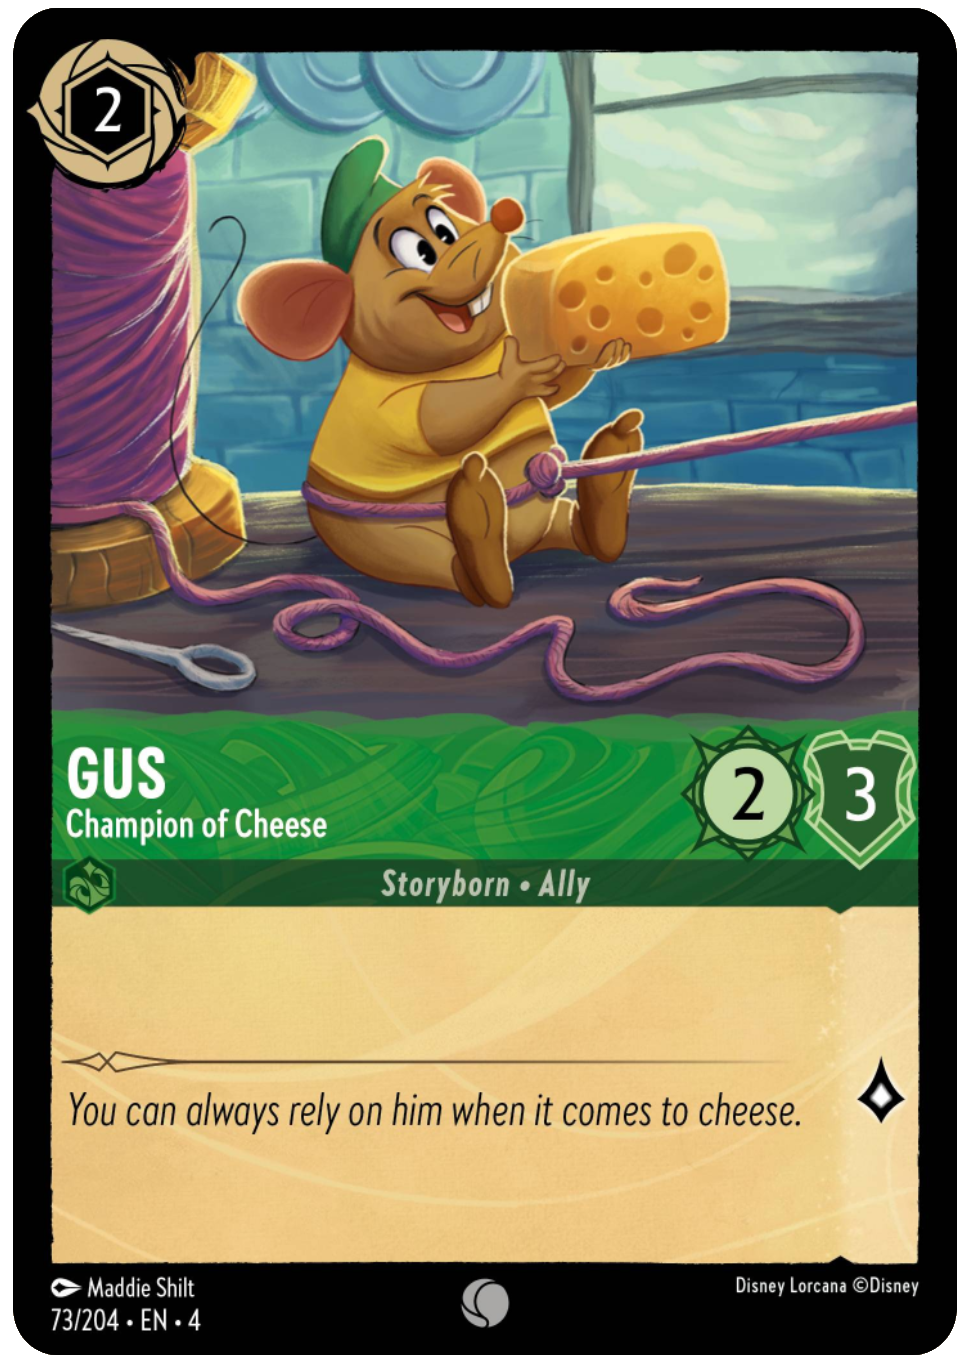 2
GUS
Champion of Cheese
2
3
Storyborn • Ally
You can always rely on him when it comes to cheese.
Maddie Shilt
73/204 • EN • 4
Disney Lorcana ©Disney